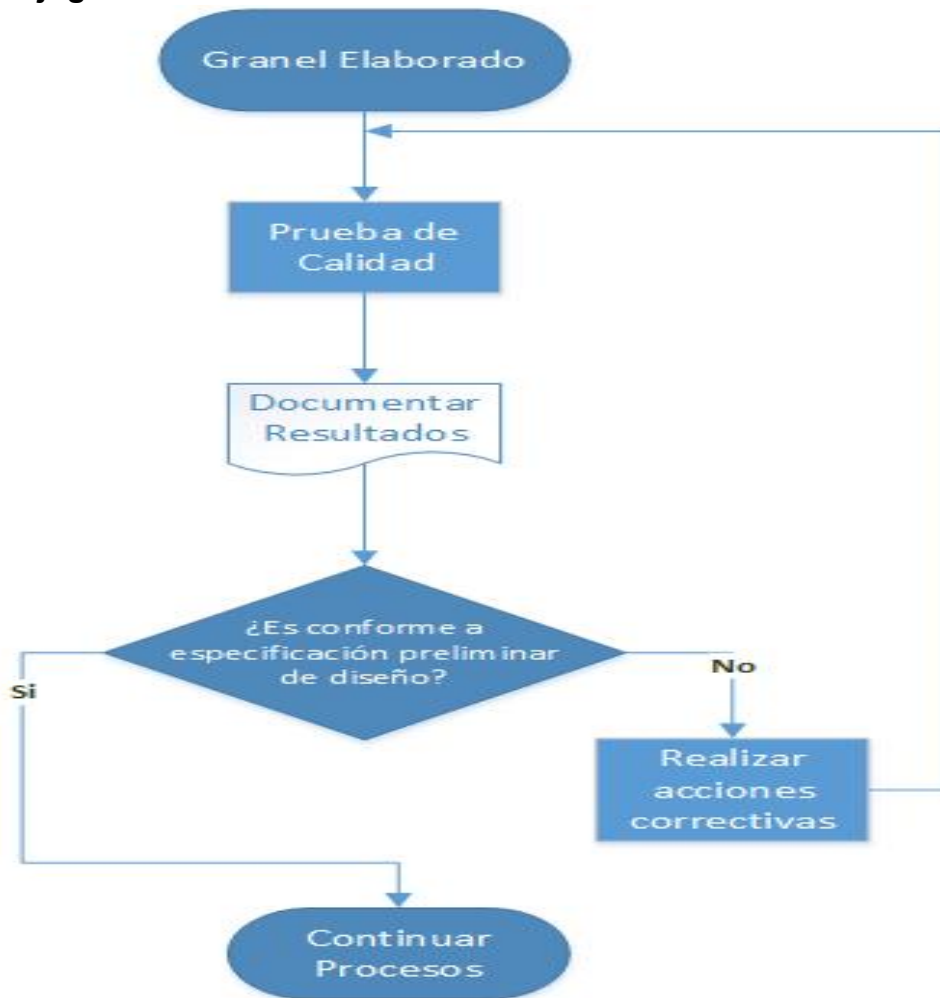 Granel Elaborado
Prueba de
Calidad
Documentar
Resultados
¿Es conforme a
especificación preliminar
de diseño?
Si
No
Realizar
acciones
correctivas
Continuar
Procesos